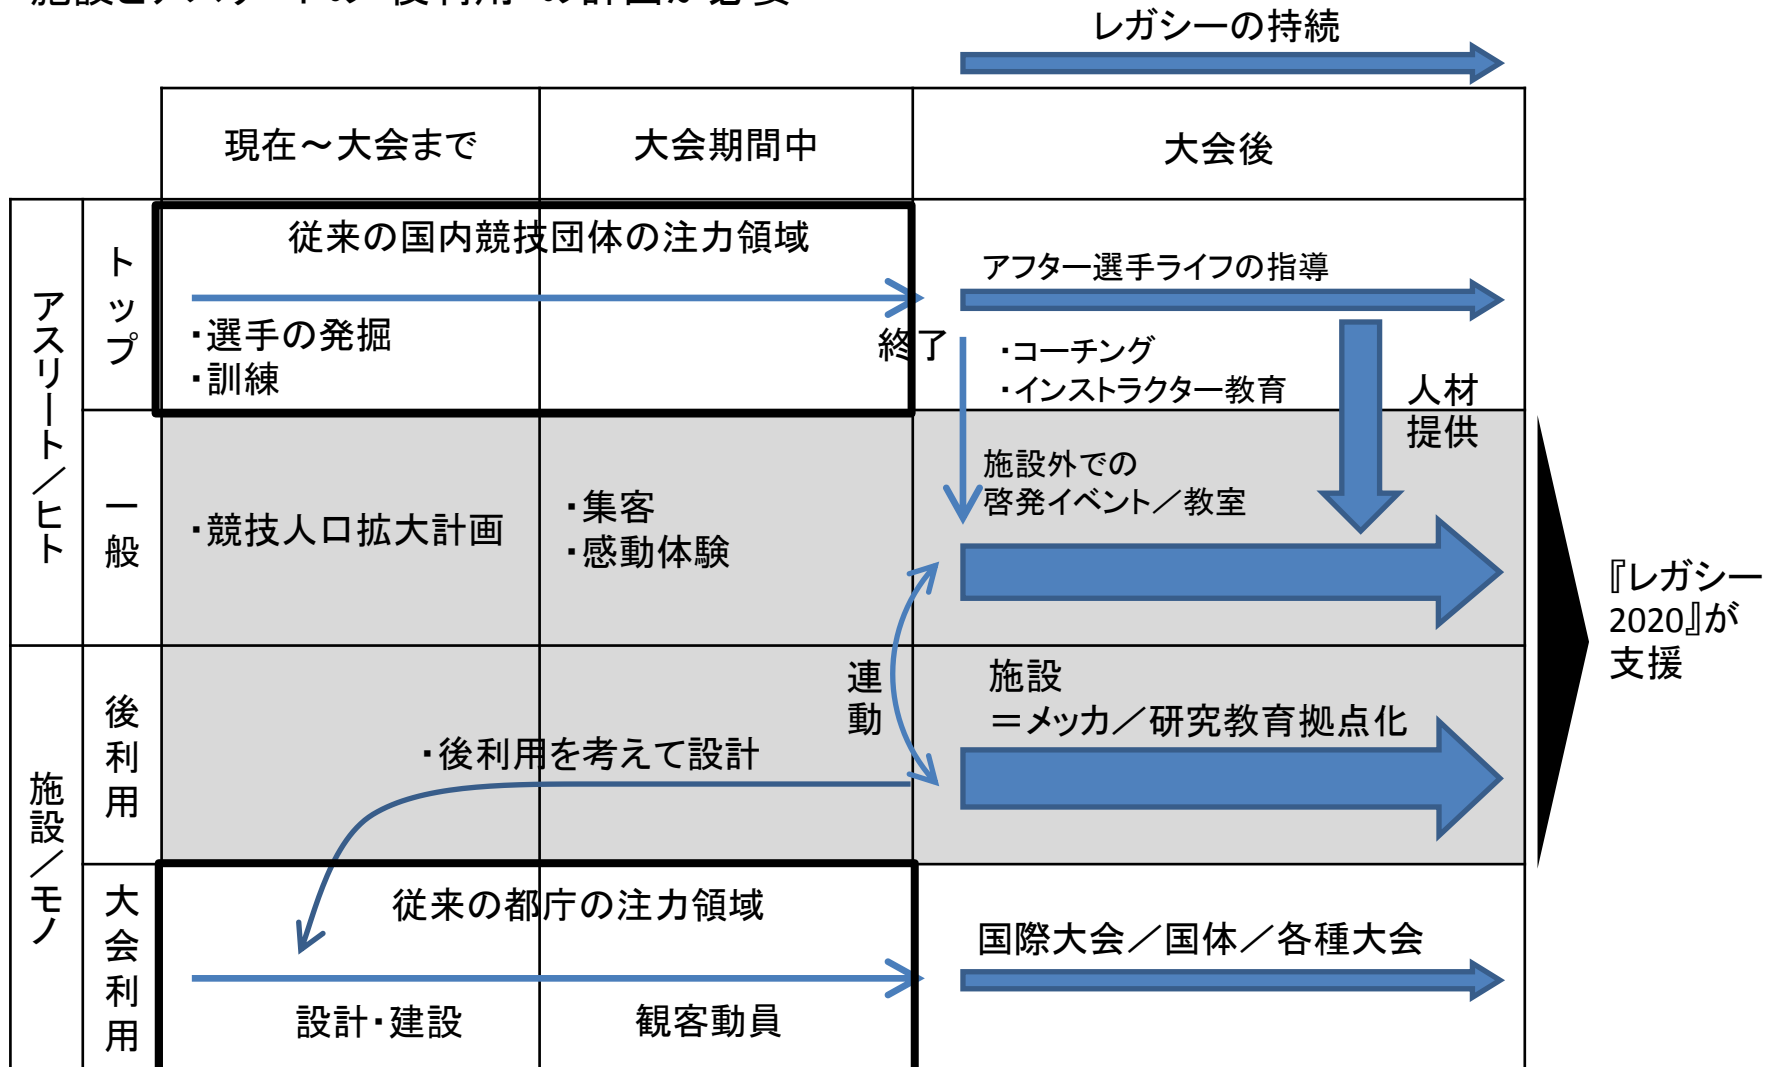 レガシーの持続
現在～大会まで
大会期間中
大会後
アスリート／ヒト
トップ
従来の国内競技団体の注力領域
・選手の発掘
・訓練
終了
アフター選手ライフの指導
・コーチング
・インストラクター教育
人材
提供
一般
・競技人口拡大計画
・集客
・感動体験
施設外での
啓発イベント／教室
連動
施設／モノ
後利用
・後利用を考えて設計
施設
＝メッカ／研究教育拠点化
大会利用
従来の都庁の注力領域
設計・建設
観客動員
国際大会／国体／各種大会
『レガシー
2020』が
支援